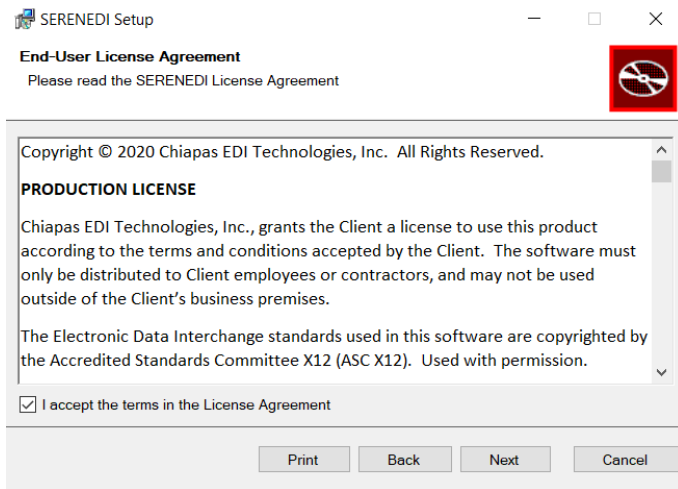 SERENEDI Setup
End-User License Agreement
Please read the SERENEDI License Agreement
Copyright © 2020 Chiapas EDI Technologies, Inc.  All Rights Reserved.
PRODUCTION LICENSE
Chiapas EDI Technologies, Inc., grants the Client a license to use this product
according to the terms and conditions accepted by the Client.  The software must
only be distributed to Client employees or contractors, and may not be used
outside of the Client’s business premises.
The Electronic Data Interchange standards used in this software are copyrighted by
the Accredited Standards Committee X12 (ASC X12).  Used with permission.
I accept the terms in the License Agreement
Print Back Next Cancel